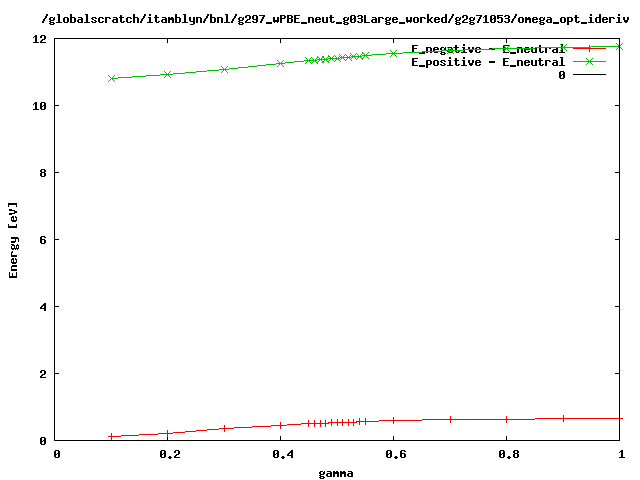 /globalscratch/itamblyn/bnl/g297_wPBE_neut_g03Large_worked/g2g71053/omega_opt_ideriv
12
10
8
6
4
2
0
Energy [eV]
E_negative - E_neutral
E_positive - E_neutral
0
0
0.2
0.4
0.6
0.8
1
gamma